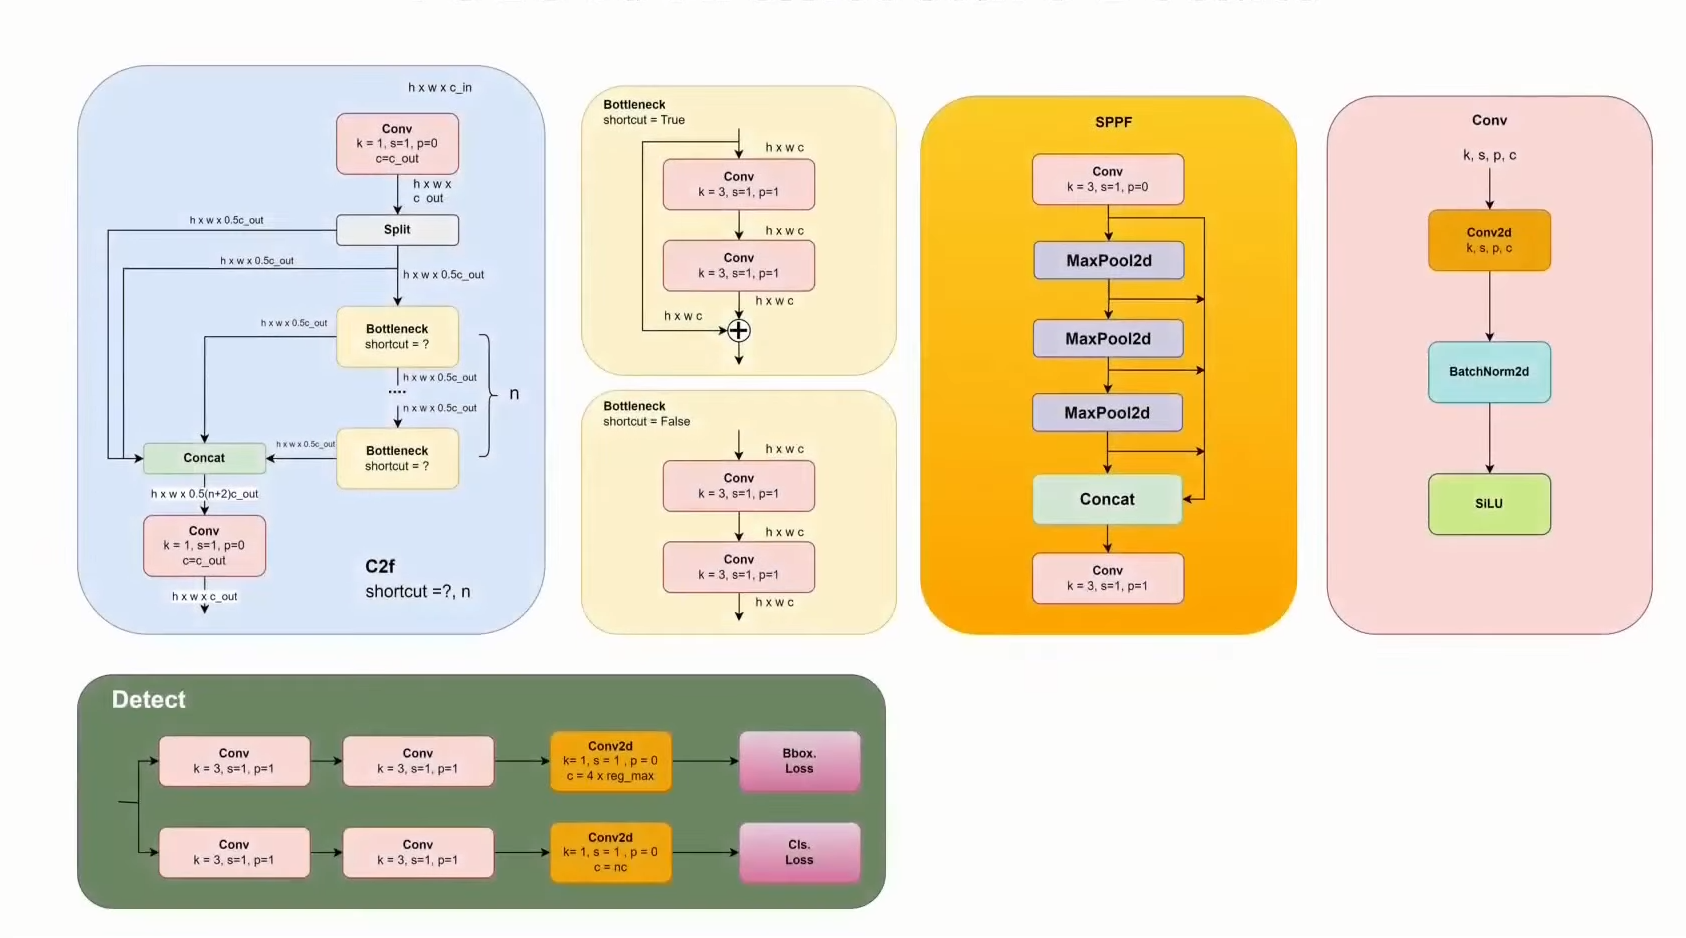 h x w x c_in
Conv
k = 1, s=1, p=0
c=c_out
h x w x
c out
Split
h x w x 0.5c_out
h x w x 0.5c_out
h x w x 0.5c_out
Bottleneck
shortcut = ?
h x w x 0.5c_out
h x w x 0.5c_out
....
n x w x 0.5c_out
n
Bottleneck
shortcut = ?
h x w x 0.5c_out
Concat
h x w x 0.5(n+2)c_out
Conv
k = 1, s=1, p=0
c=c_out
h x w x c_out
C2f
shortcut =?, n
Bottleneck
shortcut = True
h x w c
Conv
k = 3, s=1, p=1
h x w c
Conv
k = 3, s=1, p=1
h x w c
h x w c
Bottleneck
shortcut = False
h x w c
Conv
k = 3, s=1, p=1
h x w c
Conv
k = 3, s=1, p=1
h x w c
SPPF
Conv
k = 3, s=1, p=0
MaxPool2d
MaxPool2d
MaxPool2d
Concat
Conv
k = 3, s=1, p=1
Conv
k, s, p, c
Conv2d
k, s, p, c
BatchNorm2d
SiLU
Detect
Conv
k = 3, s=1, p=1
Conv
k = 3, s=1, p=1
Conv2d
k= 1, s = 1 , p = 0
c = 4 x reg_max
Bbox.
Loss
Conv
k = 3, s=1, p=1
Conv
k = 3, s=1, p=1
Conv2d
k= 1, s = 1 , p = 0
c = nc
Cls.
Loss